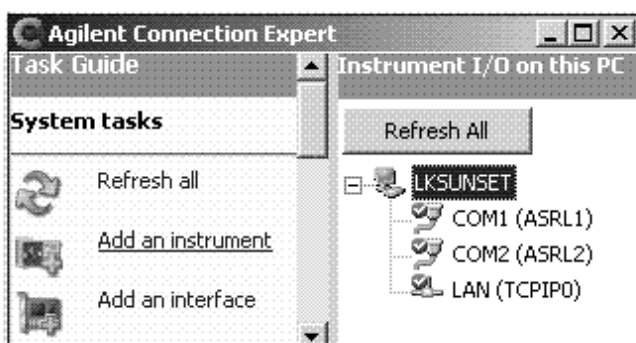 Agilent Connection Expert
Task Guide
System tasks
Refresh all
Add an instrument
Add an interface
Instrument I/O on this PC
Refresh All
LKSUNSET
COM1 (ASRL1)
COM2 (ASRL2)
LAN (TCPIP0)